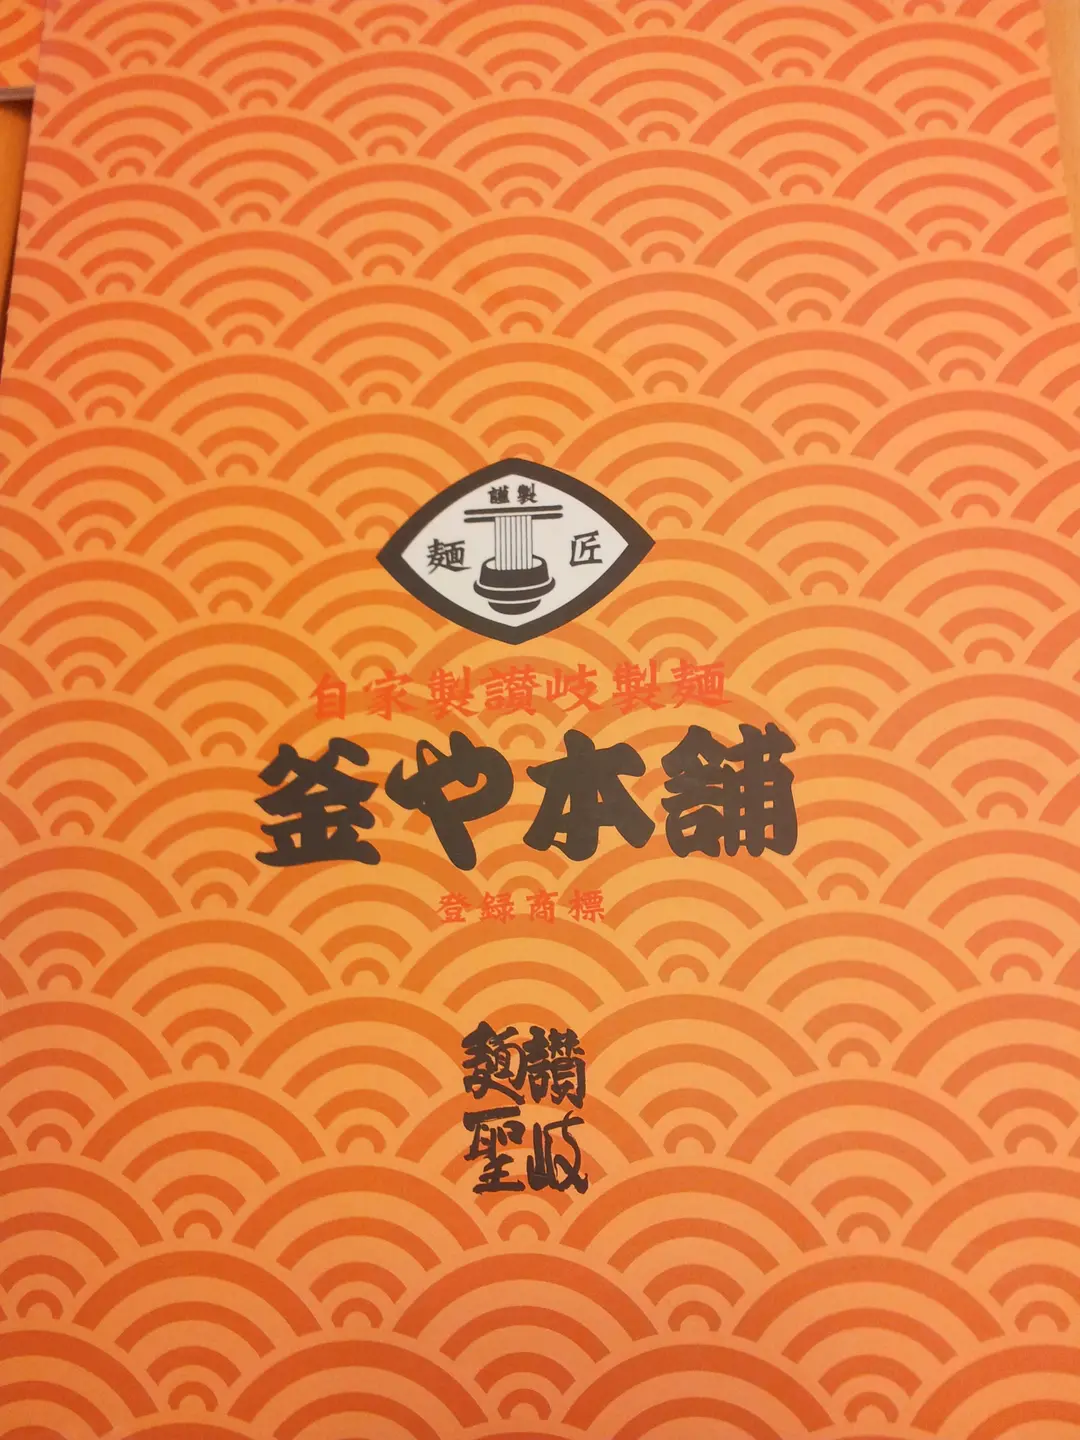 謹製
麺 匠
自家製讃岐製麺
釜や本舗
登録商標
讃岐
麺聖